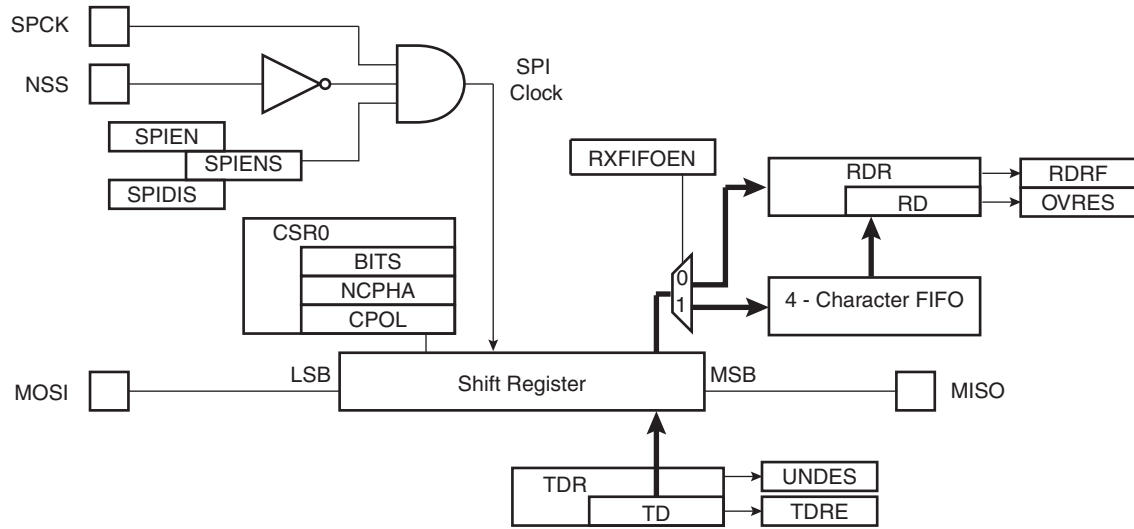 SPCK
NSS
SPI
Clock
SPIEN
SPIENS
SPIDIS
RXFIFOEN
RDR
RD
RDRF
OVRES
CSR0
BITS
NCPHA
CPOL
0
1
4 - Character FIFO
MOSI
LSB
Shift Register
MSB
MISO
TDR
TD
UNDES
TDRE